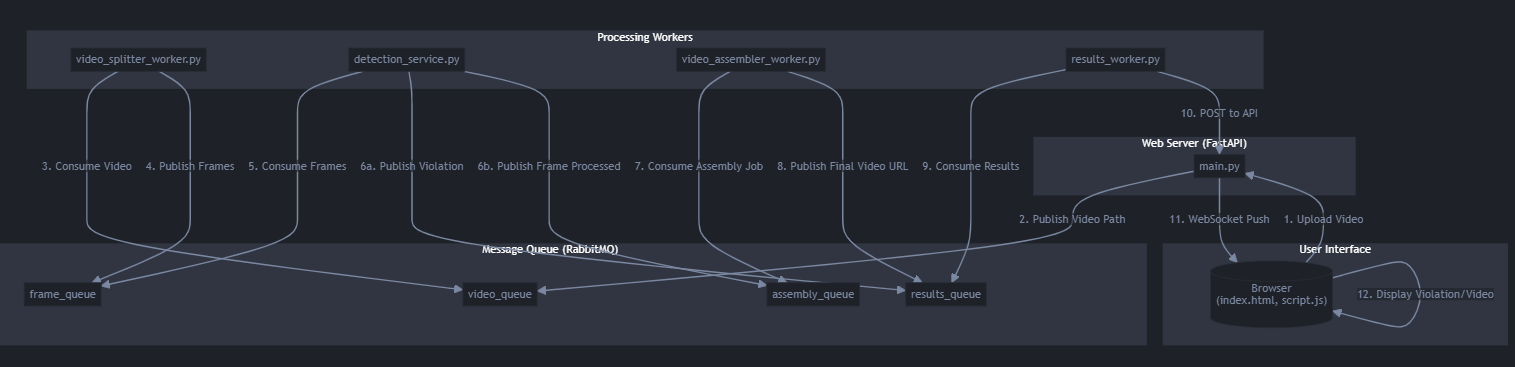 Processing Workers
video_splitter_worker.py
detection_service.py
video_assembler_worker.py
results_worker.py
10. POST to API
Web Server (FastAPI)
main.py
3. Consume Video
4. Publish Frames
5. Consume Frames
6a. Publish Violation
6b. Publish Frame Processed
7. Consume Assembly Job
8. Publish Final Video URL
9. Consume Results
2. Publish Video Path
11. WebSocket Push
1. Upload Video
Message Queue (RabbitMQ)
User Interface
frame_queue
video_queue
assembly_queue
results_queue
Browser
(index.html, script.js)
12. Display Violation/Video